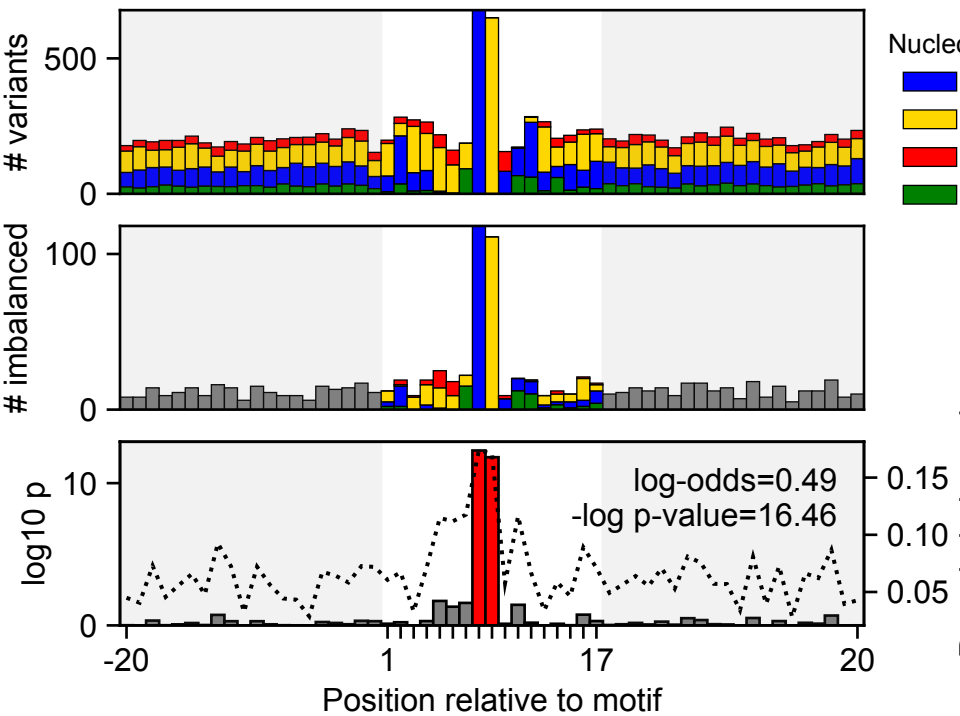 # variants
500
0
Nucleo
# imbalanced
100
0
log10 p
10
0
log-odds=0.49
-log p-value=16.46
0.15
0.10
0.05
-20
1
17
20
Position relative to motif